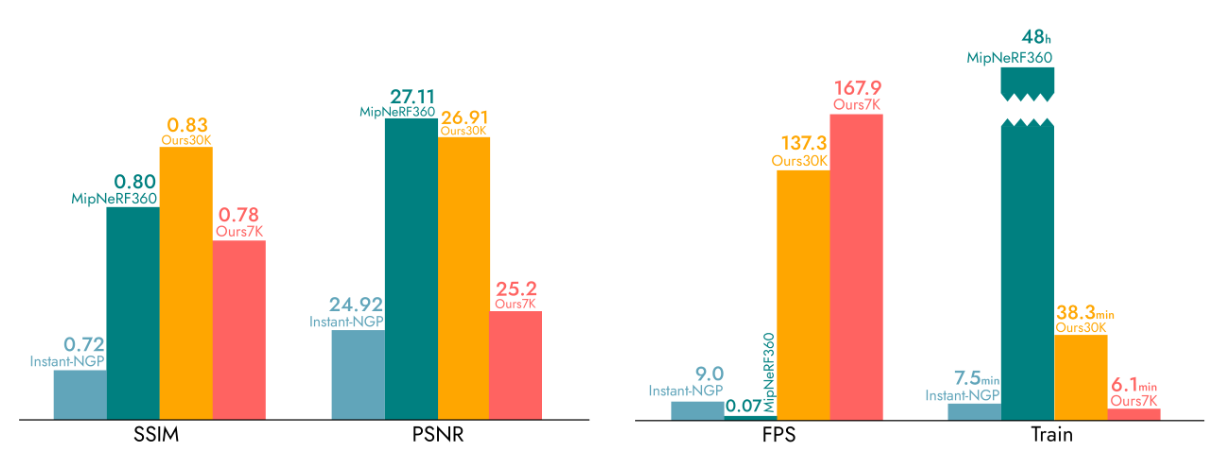 0.72
Instant-NGP
0.80
MipNeRF360
0.83
Ours30K
0.78
Ours7K
SSIM
24.92
Instant-NGP
27.11
MipNeRF360
26.91
Ours30K
25.2
Ours7K
PSNR
9.0
Instant-NGP
0.07
MipNeRF360
137.3
Ours30K
167.9
Ours7K
FPS
7.5min
Instant-NGP
48h
MipNeRF360
38.3min
Ours30K
6.1min
Ours7K
Train